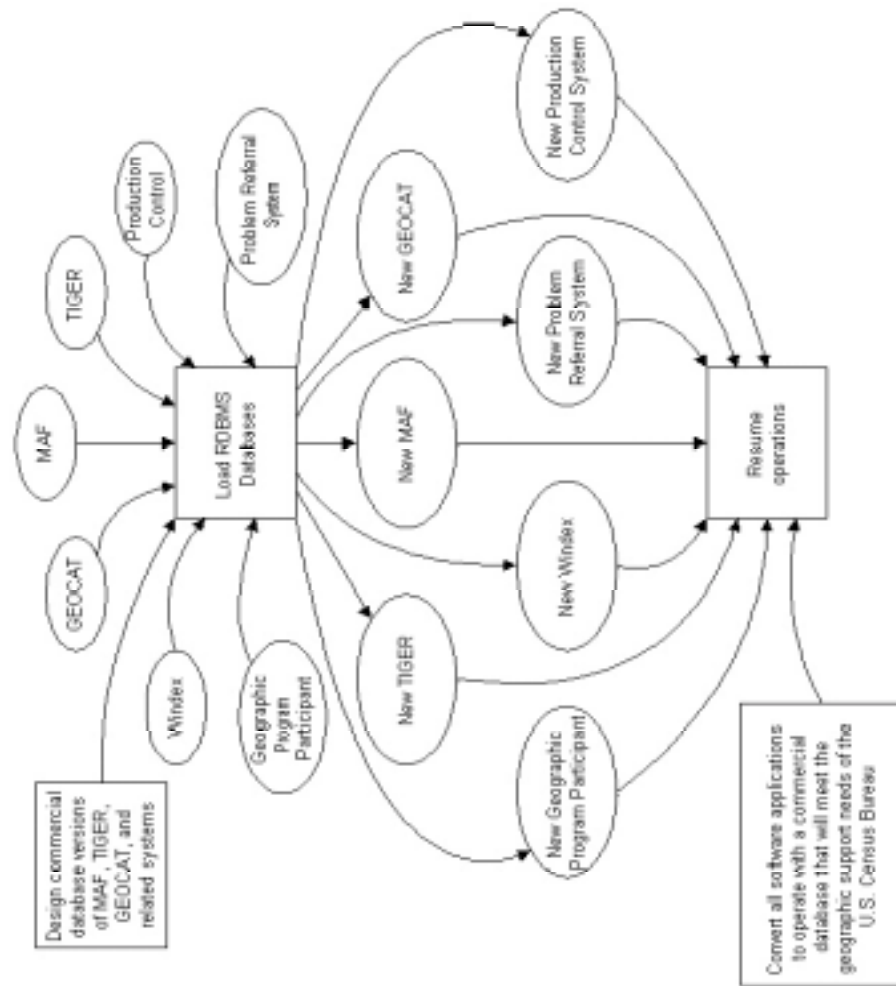 Design commercial
database versions
of MAF, TIGER,
GEOCAT, and
related systems
Windex
GEOCAT
MAF
TIGER
Production
Control
Geographic
Program
Participant
Problem Referral
System
Load RDBMS
Databases
New Geographic
Program Participant
New TIGER
New Windex
New MAF
New Problem
Referral System
New GEOCAT
New Production
Control System
Resume
operations
Convert all software applications
to operate with a commercial
database that will meet the
geographic support needs of the
U.S. Census Bureau